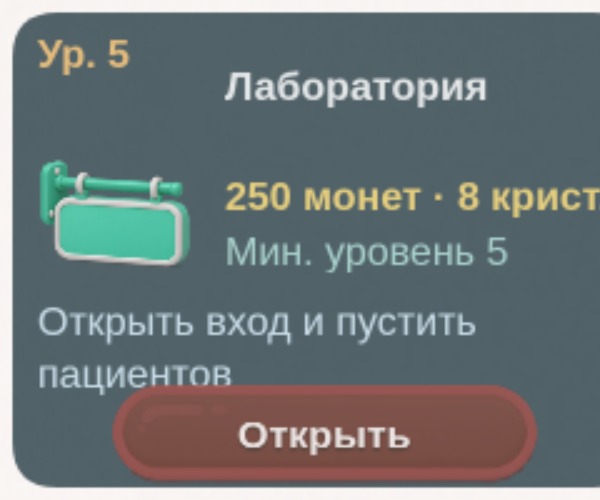 Ур. 5
Лаборатория
250 монет · 8 крист
Мин. уровень 5
Открыть вход и пустить
пациентов
Открыть